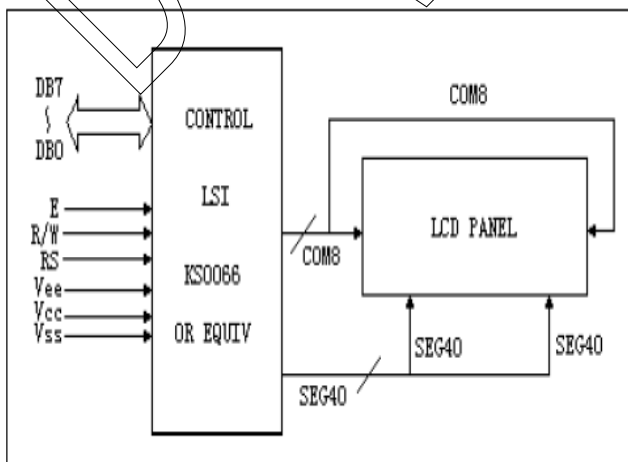 DB7
DB0
E
R/W
RS
Vee
Vcc
Vss
CONTROL
LSI
KS0066
OR EQUIV
COM8
COM8
LCD PANEL
SEG40
SEG40
SEG40